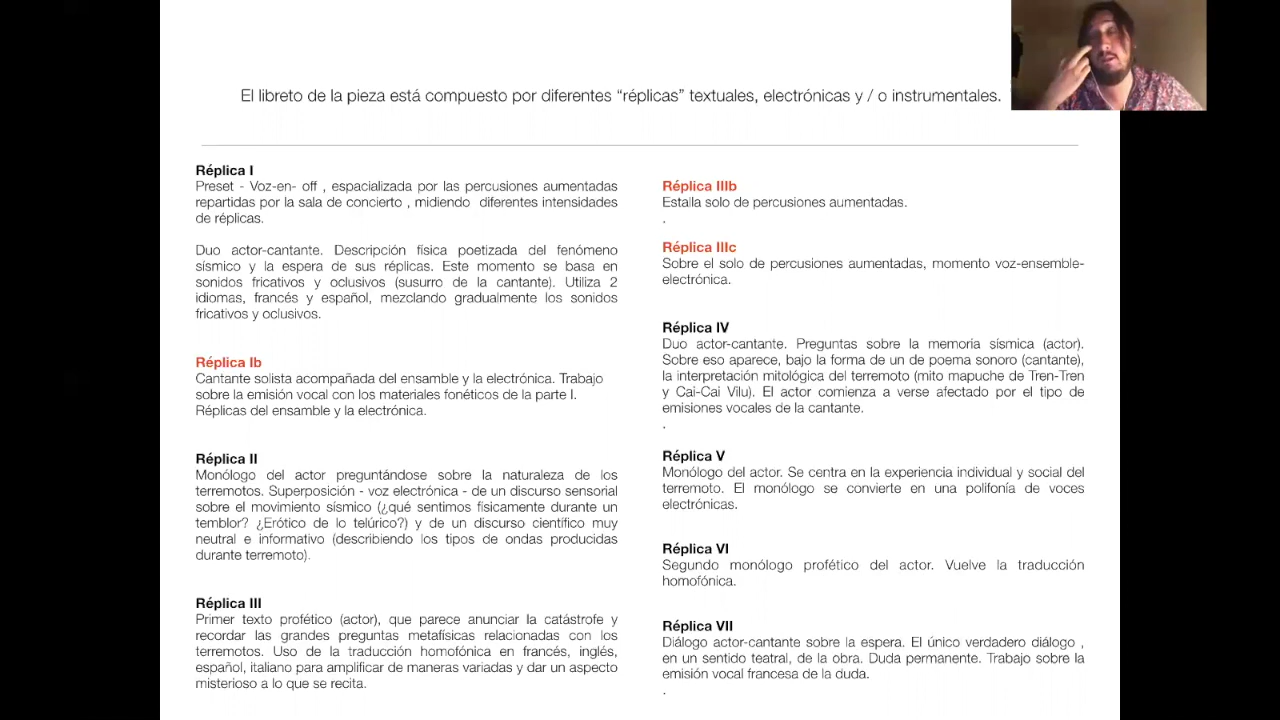 El libreto de la pieza está compuesto por diferentes “réplicas” textuales, electrónicas y / o instrumentales.
Réplica I
Preset - Voz-en- off , espacializada por las percusiones aumentadas
repartidas por la sala de concierto , midiendo diferentes intensidades
de réplicas.
Duo actor-cantante. Descripción física poetizada del fenómeno
sísmico y la espera de sus réplicas. Este momento se basa en
sonidos fricativos y oclusivos (susurro de la cantante). Utiliza 2
idiomas, francés y español, mezclando gradualmente los sonidos
fricativos y oclusivos.
Réplica Ib
Cantante solista acompañada del ensamble y la electrónica. Trabajo
sobre la emisión vocal con los materiales fonéticos de la parte I.
Réplicas del ensamble y la electrónica.
Réplica II
Monólogo del actor preguntándose sobre la naturaleza de los
terremotos. Superposición - voz electrónica - de un discurso sensorial
sobre el movimiento sísmico (¿qué sentimos fisicamente durante un
temblor? ¿Erótico de lo telúrico?) y de un discurso científico muy
neutral e informativo (describiendo los tipos de ondas producidas
durante terremoto).
Réplica III
Primer texto profético (actor), que parece anunciar la catástrofe y
recordar las grandes preguntas metafísicas relacionadas con los
terremotos. Uso de la traducción homofónica en francés, inglés,
español, italiano para amplificar de maneras variadas y dar un aspecto
misterioso a lo que se recita.
Réplica IIIb
Estalla solo de percusiones aumentadas.
.
Réplica IIIc
Sobre el solo de percusiones aumentadas, momento voz-ensemble-
electrónica.
Réplica IV
Duo actor-cantante. Preguntas sobre la memoria sísmica (actor).
Sobre eso aparece, bajo la forma de un de poema sonoro (cantante),
la interpretación mitológica del terremoto (mito mapuche de Tren-Tren
y Cai-Cai Vilu). El actor comienza a verse afectado por el tipo de
emisiones vocales de la cantante.
.
Réplica V
Monólogo del actor. Se centra en la experiencia individual y social del
terremoto. El monólogo se convierte en una polifonía de voces
electrónicas.
Réplica VI
Segundo monólogo profético del actor. Vuelve la traducción
homofónica.
Réplica VII
Diálogo actor-cantante sobre la espera. El único verdadero diálogo ,
en un sentido teatral, de la obra. Duda permanente. Trabajo sobre la
emisión vocal francesa de la duda.
.